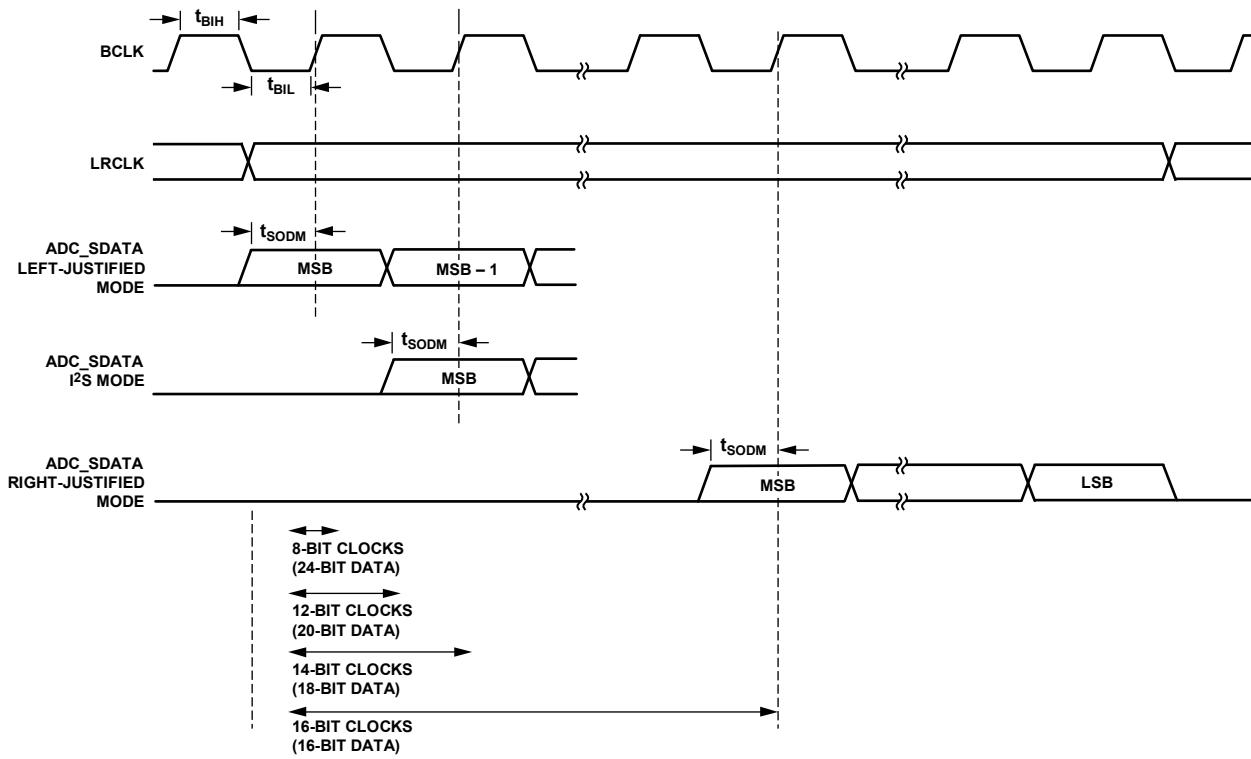 tBIH
BCLK
tBIL
LRCLK
tSODM
ADC_SDATA
LEFT-JUSTIFIED
MODE
MSB
MSB – 1
tSODM
ADC_SDATA
I2S MODE
MSB
tSODM
ADC_SDATA
RIGHT-JUSTIFIED
MODE
MSB
LSB
8-BIT CLOCKS
(24-BIT DATA)
12-BIT CLOCKS
(20-BIT DATA)
14-BIT CLOCKS
(18-BIT DATA)
16-BIT CLOCKS
(16-BIT DATA)